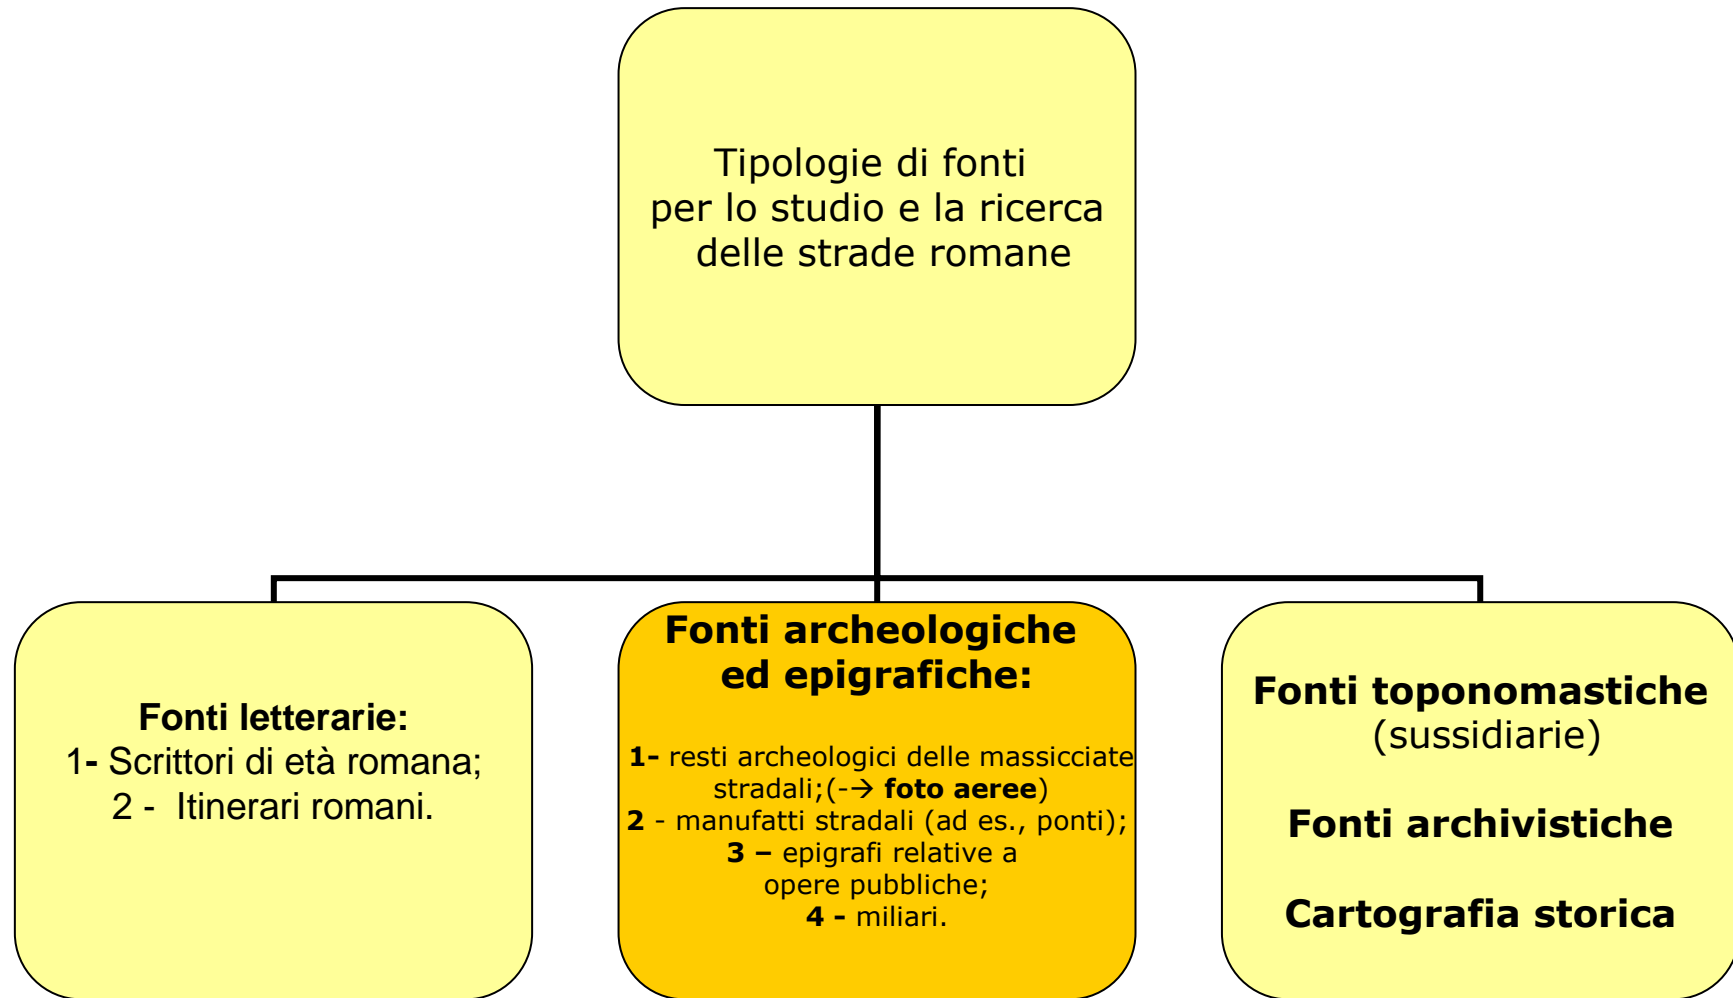 Tipologie di fonti
per lo studio e la ricerca
delle strade romane
Fonti letterarie:
1- Scrittori di età romana;
2 - Itinerari romani.
Fonti archeologiche
ed epigrafiche:
1- resti archeologici delle massicciate
stradali;(-→ foto aeree)
2 - manufatti stradali (ad es., ponti);
3 – epigrafi relative a
opere pubbliche;
4 - miliari.
Fonti toponomastiche
(sussidiarie)
Fonti archivistiche
Cartografia storica